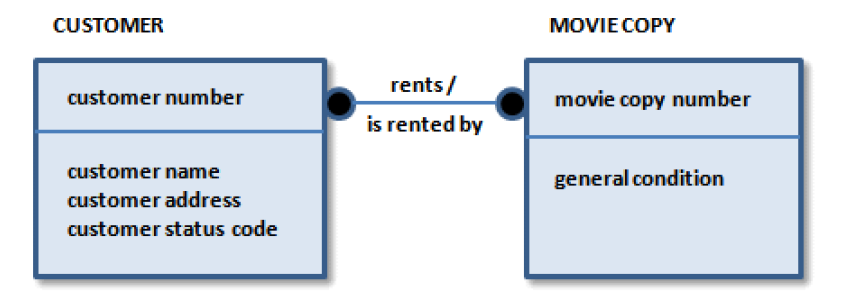 CUSTOMER
customer number
customer name
customer address
customer status code
rents /
is rented by
MOVIE COPY
movie copy number
general condition